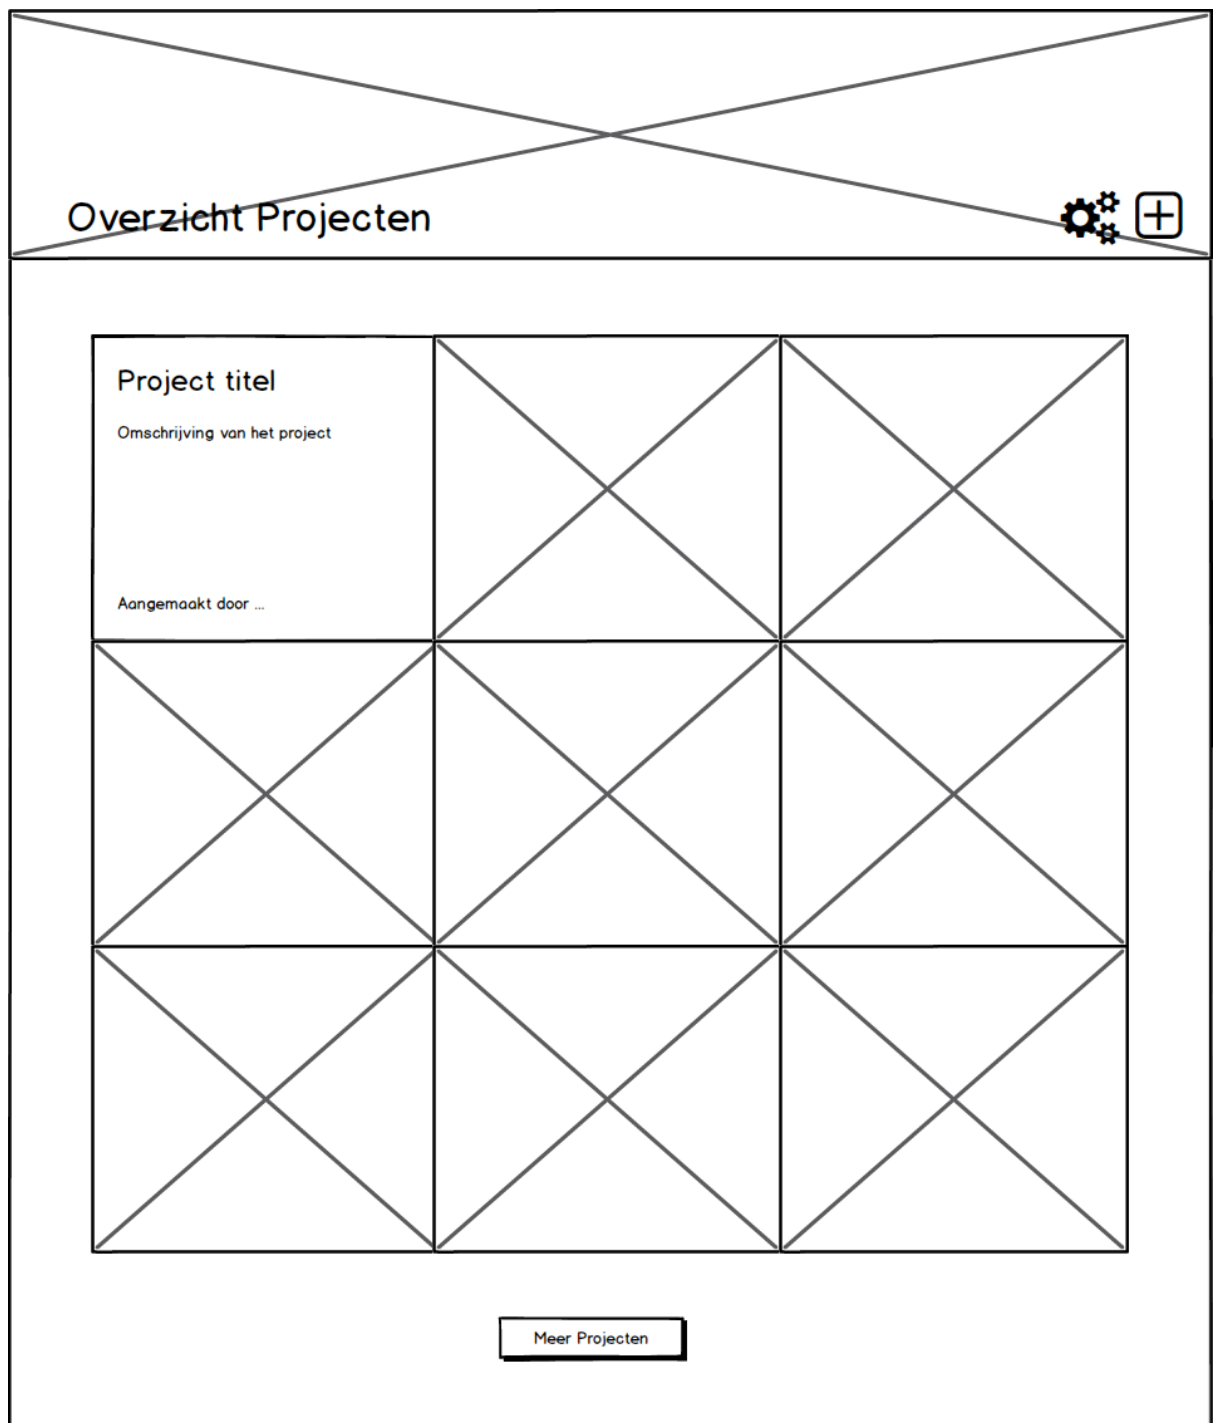 Overzicht Projecten
Project titel
Omschrijving van het project
Aangemaakt door ...
Meer Projecten